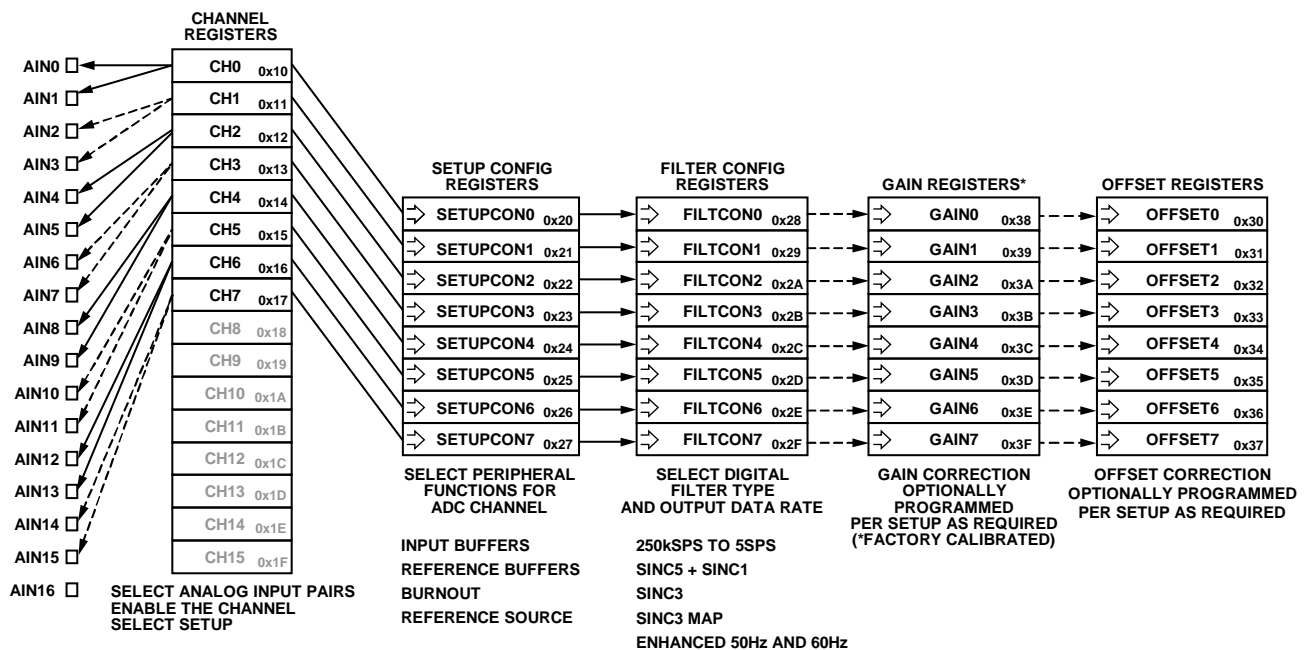 CHANNEL
REGISTERS
AIN0
AIN1
AIN2
AIN3
AIN4
AIN5
AIN6
AIN7
AIN8
AIN9
AIN10
AIN11
AIN12
AIN13
AIN14
AIN15
AIN16
CH0 0x10
CH1 0x11
CH2 0x12
CH3 0x13
CH4 0x14
CH5 0x15
CH6 0x16
CH7 0x17
CH8 0x18
CH9 0x19
CH10 0x1A
CH11 0x1B
CH12 0x1C
CH13 0x1D
CH14 0x1E
CH15 0x1F
SELECT ANALOG INPUT PAIRS
ENABLE THE CHANNEL
SELECT SETUP
SETUP CONFIG
REGISTERS
SETUPCON0 0x20
SETUPCON1 0x21
SETUPCON2 0x22
SETUPCON3 0x23
SETUPCON4 0x24
SETUPCON5 0x25
SETUPCON6 0x26
SETUPCON7 0x27
SELECT PERIPHERAL
FUNCTIONS FOR
ADC CHANNEL
INPUT BUFFERS
REFERENCE BUFFERS
BURNOUT
REFERENCE SOURCE
FILTER CONFIG
REGISTERS
FILTCON0 0x28
FILTCON1 0x29
FILTCON2 0x2A
FILTCON3 0x2B
FILTCON4 0x2C
FILTCON5 0x2D
FILTCON6 0x2E
FILTCON7 0x2F
SELECT DIGITAL
FILTER TYPE
AND OUTPUT DATA RATE
250kSPS TO 5SPS
SINC5 + SINC1
SINC3
SINC3 MAP
ENHANCED 50Hz AND 60Hz
GAIN REGISTERS*
GAIN0 0x38
GAIN1 0x39
GAIN2 0x3A
GAIN3 0x3B
GAIN4 0x3C
GAIN5 0x3D
GAIN6 0x3E
GAIN7 0x3F
GAIN CORRECTION
OPTIONALLY
PROGRAMMED
PER SETUP AS REQUIRED
(*FACTORY CALIBRATED)
OFFSET REGISTERS
OFFSET0 0x30
OFFSET1 0x31
OFFSET2 0x32
OFFSET3 0x33
OFFSET4 0x34
OFFSET5 0x35
OFFSET6 0x36
OFFSET7 0x37
OFFSET CORRECTION
OPTIONALLY PROGRAMMED
PER SETUP AS REQUIRED